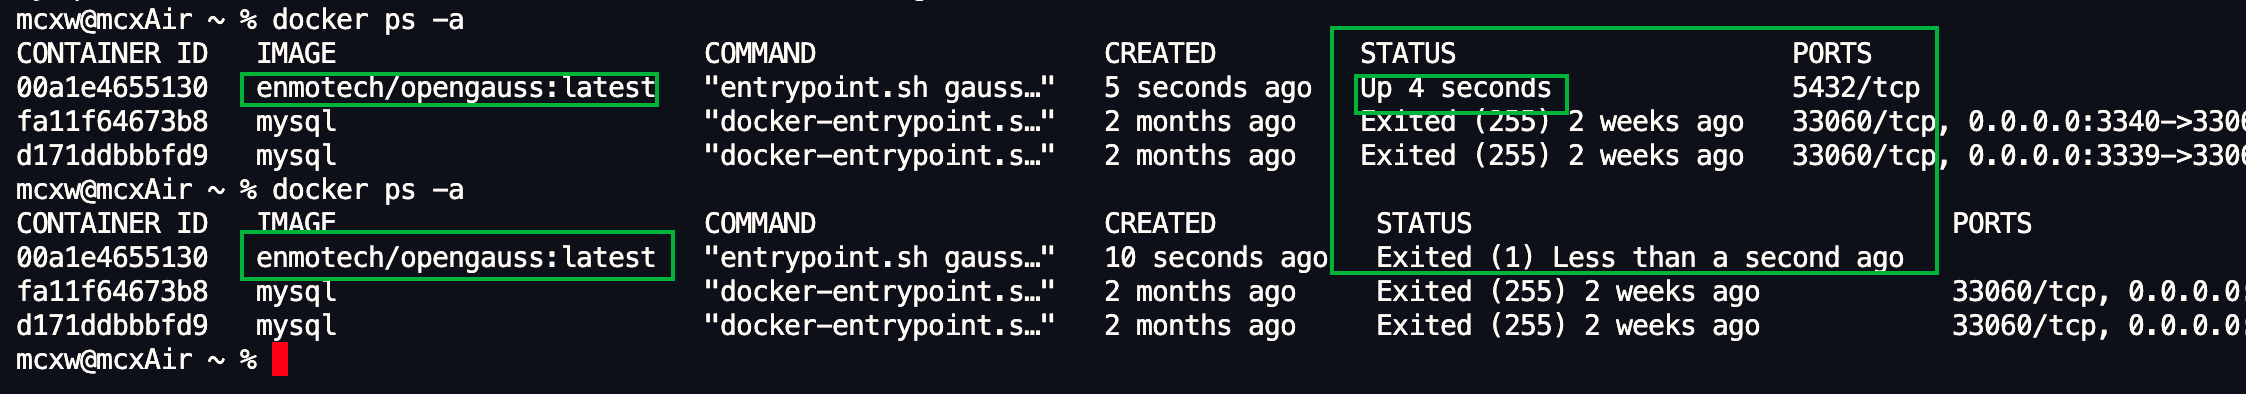 mcxw@mcxAir ~ % docker ps -a
CONTAINER ID IMAGE COMMAND CREATED STATUS PORTS
00a1e4655130 enmotech/opengauss:latest "entrypoint.sh gauss…" 5 seconds ago Up 4 seconds 5432/tcp
fa11f64673b8 mysql "docker-entrypoint.s…" 2 months ago Exited (255) 2 weeks ago 33060/tcp, 0.0.0.0:3340->3306
d171ddbbbfd9 mysql "docker-entrypoint.s…" 2 months ago Exited (255) 2 weeks ago 33060/tcp, 0.0.0.0:3339->3306
mcxw@mcxAir ~ % docker ps -a
CONTAINER ID IMAGE COMMAND CREATED STATUS PORTS
00a1e4655130 enmotech/opengauss:latest "entrypoint.sh gauss…" 10 seconds ago Exited (1) Less than a second ago
fa11f64673b8 mysql "docker-entrypoint.s…" 2 months ago Exited (255) 2 weeks ago 33060/tcp, 0.0.0.0:
d171ddbbbfd9 mysql "docker-entrypoint.s…" 2 months ago Exited (255) 2 weeks ago 33060/tcp, 0.0.0.0:
mcxw@mcxAir ~ %